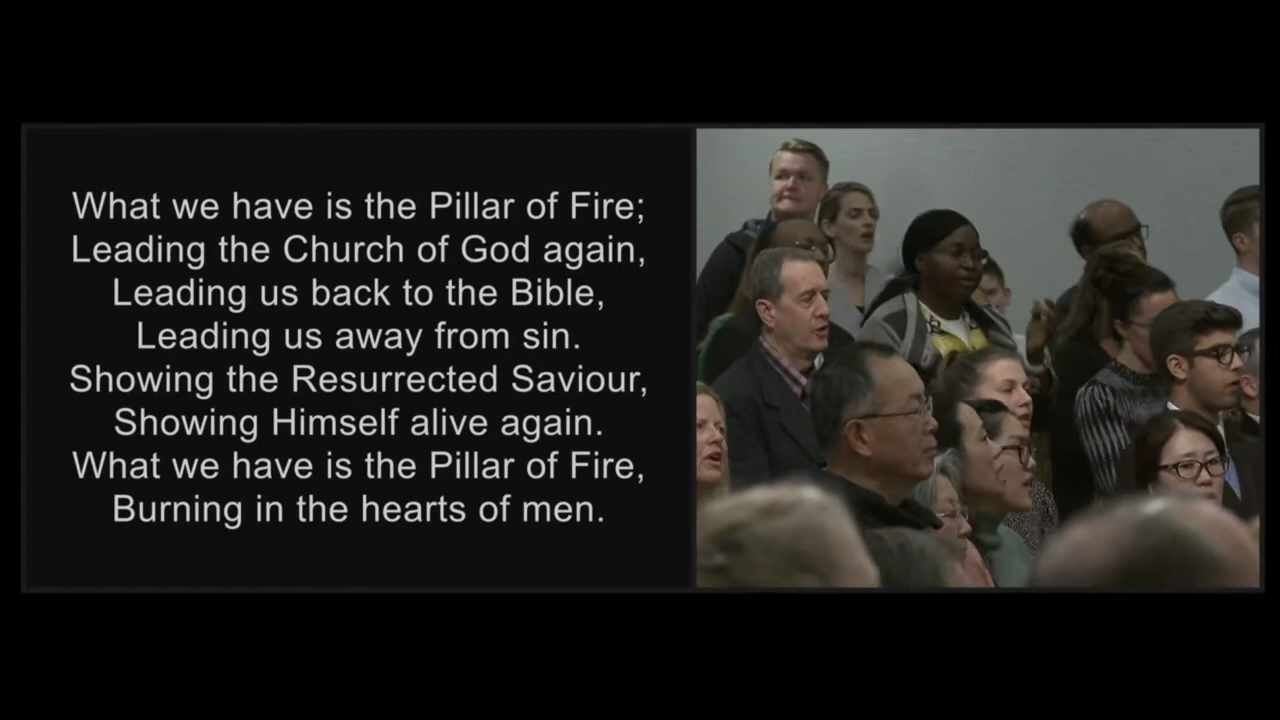 What we have is the Pillar of Fire;
Leading the Church of God again,
Leading us back to the Bible,
Leading us away from sin.
Showing the Resurrected Saviour,
Showing Himself alive again.
What we have is the Pillar of Fire,
Burning in the hearts of men.